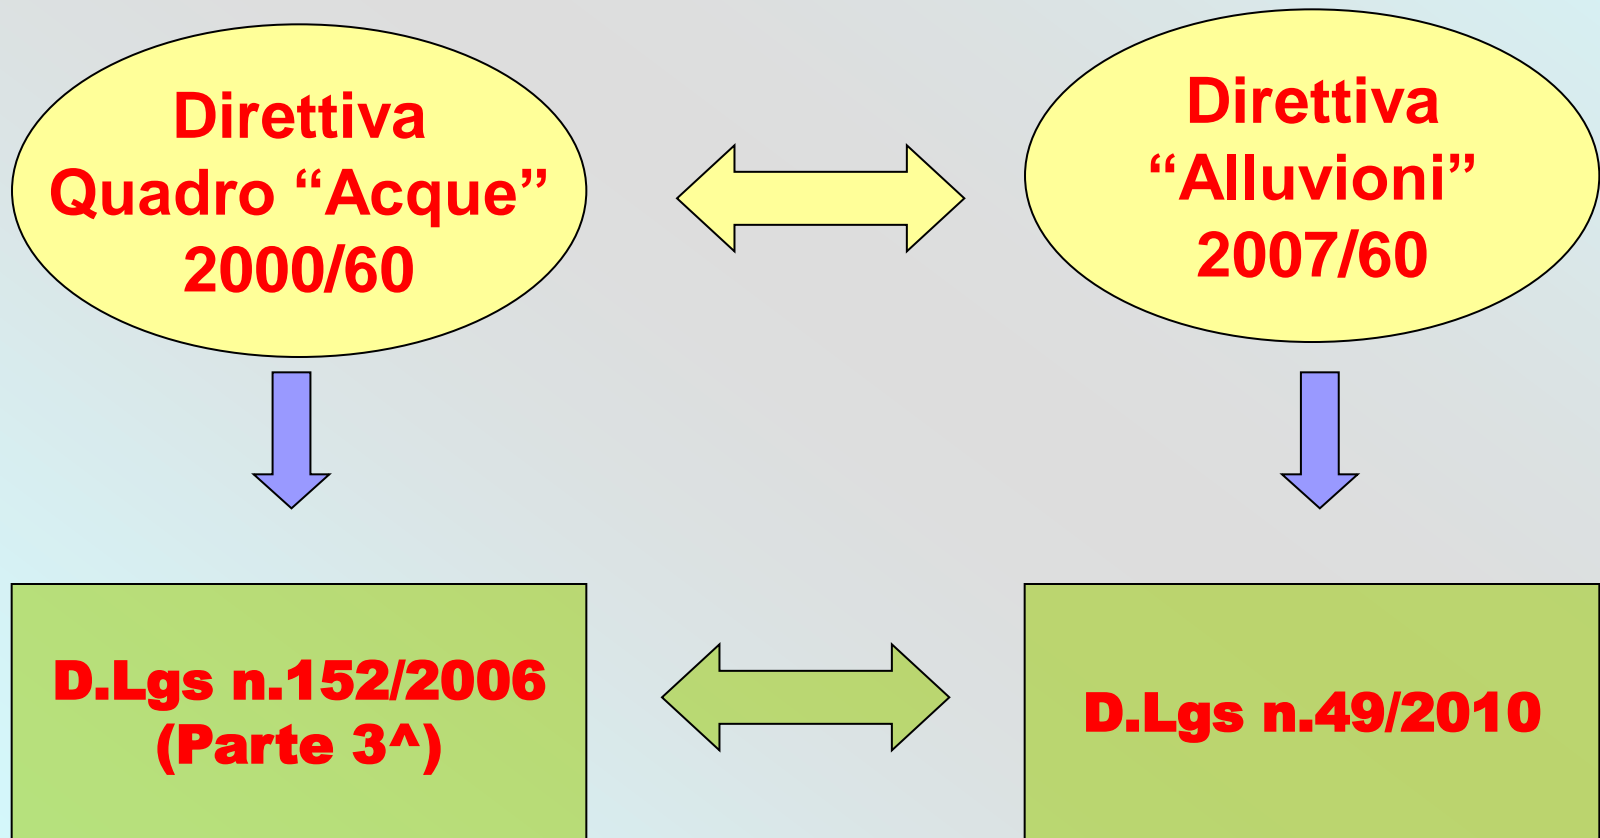 Direttiva
Quadro “Acque”
2000/60
Direttiva
“Alluvioni”
2007/60
D.Lgs n.152/2006
(Parte 3^)
D.Lgs n.49/2010